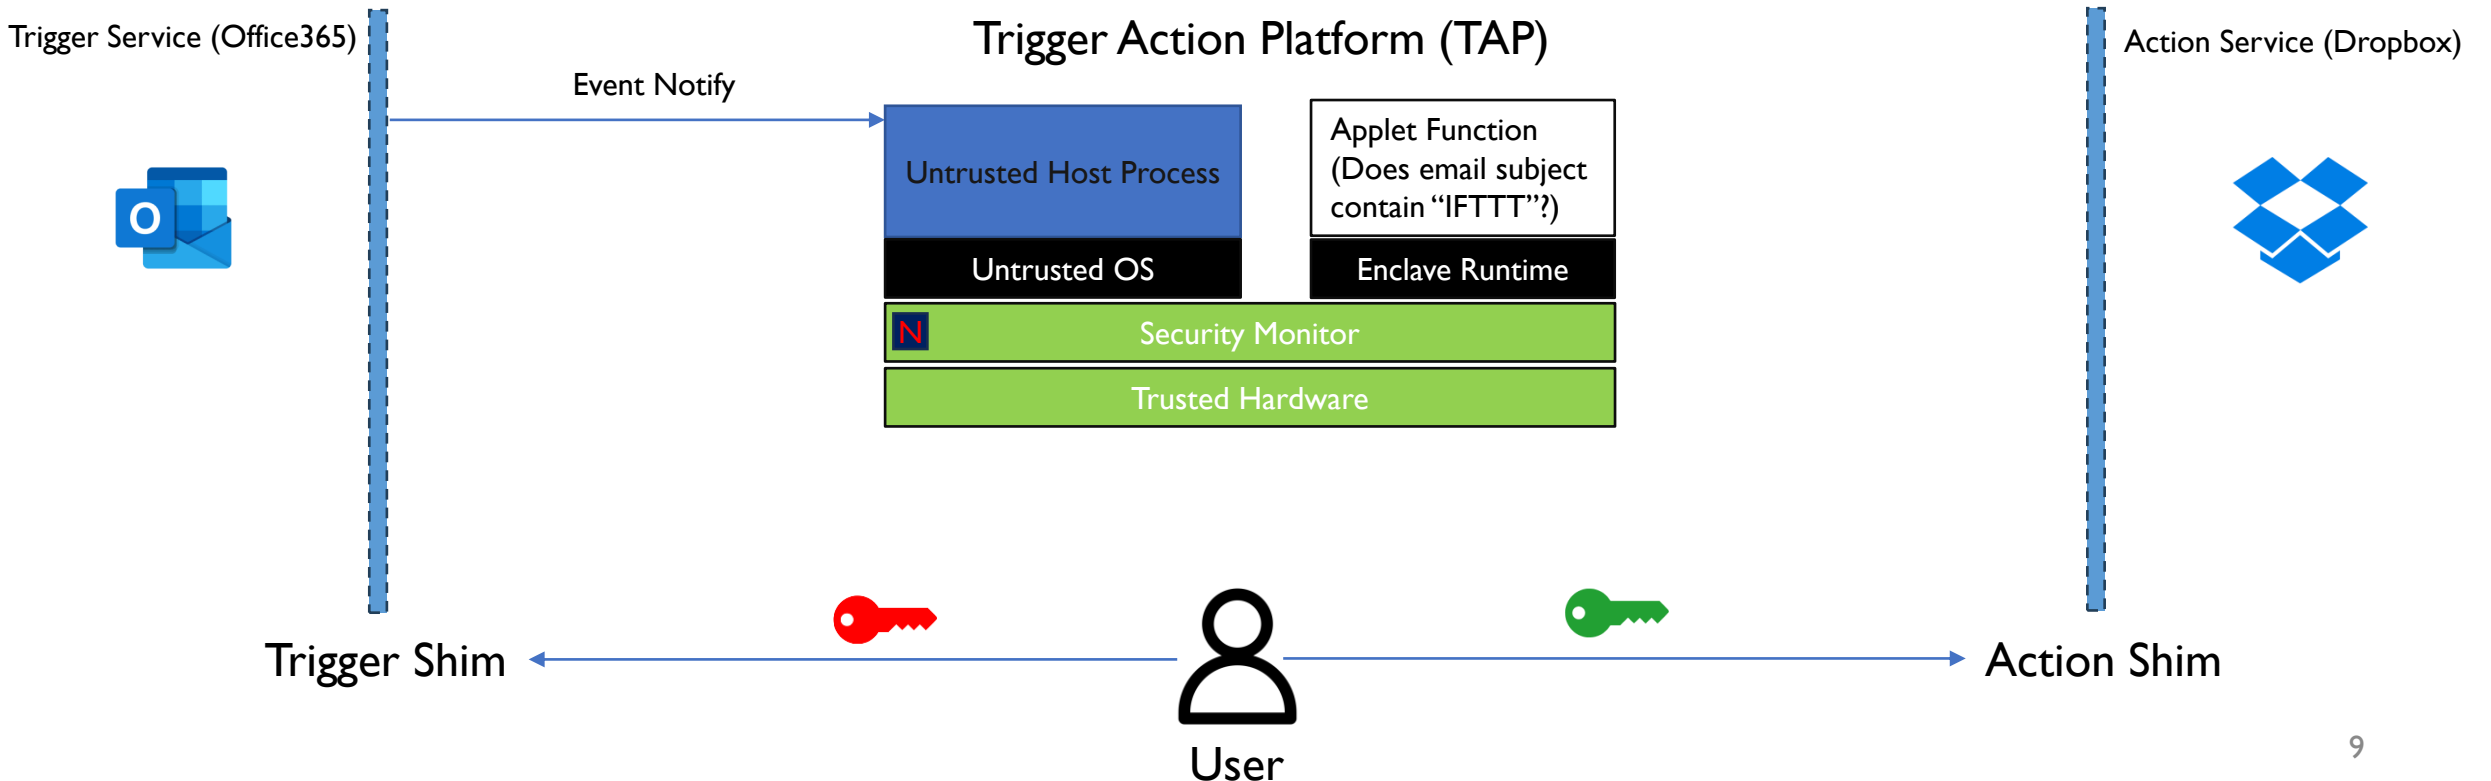 Trigger Service (Office365)
Trigger Action Platform (TAP)
Action Service (Dropbox)
Event Notify
Untrusted Host Process
Applet Function
(Does email subject
contain “IFTTT”?)
O
Untrusted OS
Enclave Runtime
N
Security Monitor
Trusted Hardware
Trigger Shim
Action Shim
User
9